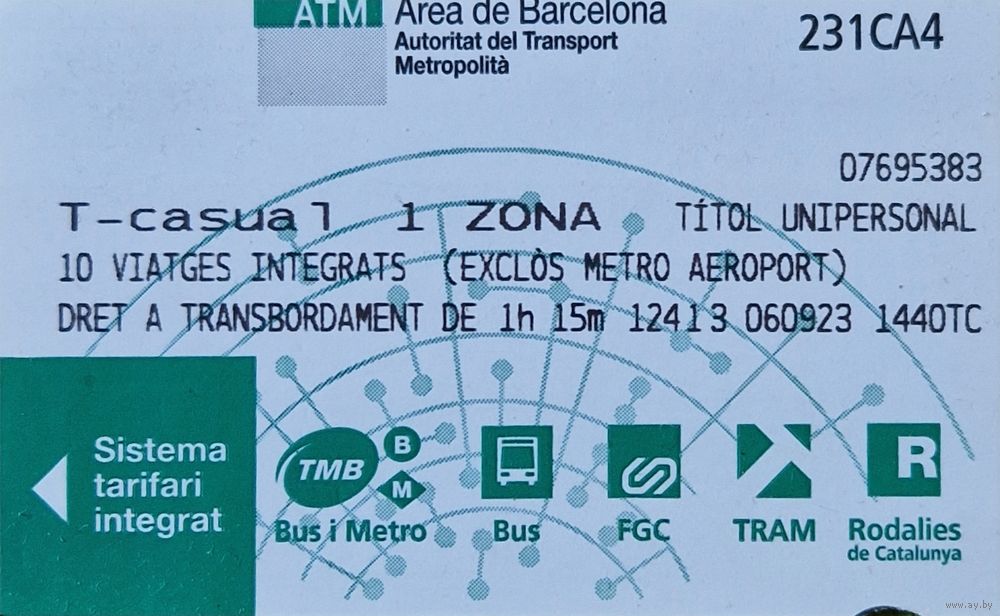 ATM Àrea de Barcelona
Autoritat del Transport
Metropolità
231CA4
07695383
T-casual 1 ZONA TÍTOL UNIPERSONAL
10 VIATGES INTEGRATS (EXCLÒS METRO AEROPORT)
DRET A TRANSBORDAMENT DE 1h 15m 12413 060923 1440TC
Sistema
tarifari
integrat
TMB B
M
R
Bus i Metro Bus FGC TRAM Rodalies
de Catalunya
www.ay.by